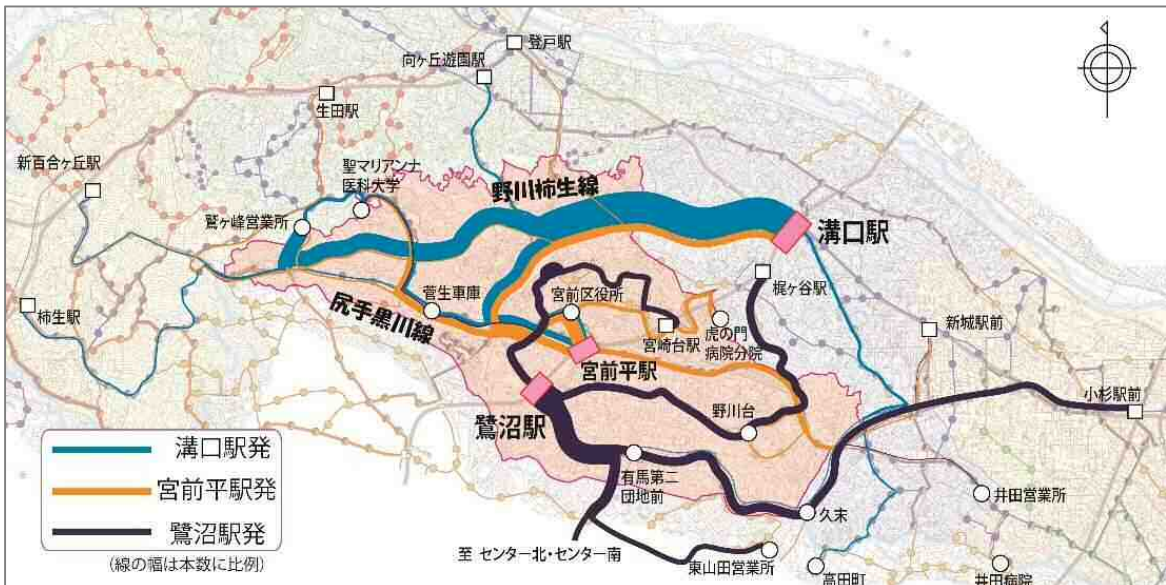 登戸駅
向ヶ丘遊園駅
生田駅
新百合ヶ丘駅
聖マリアンナ
医科大学
野川柿生線
鷲ヶ峰営業所
溝口駅
菅生車庫
宮前区役所
梶ヶ谷駅
柿生駅
尻手黒川線
宮崎台駅
虎の門
病院分院
新城駅前
宮前平駅
小杉駅前
鷺沼駅
野川台
有馬第二
団地前
井田営業所
久末
至 センター北・センター南
東山田営業所
高田町
井田病院
溝口駅発
宮前平駅発
鷺沼駅発
(線の幅は本数に比例)